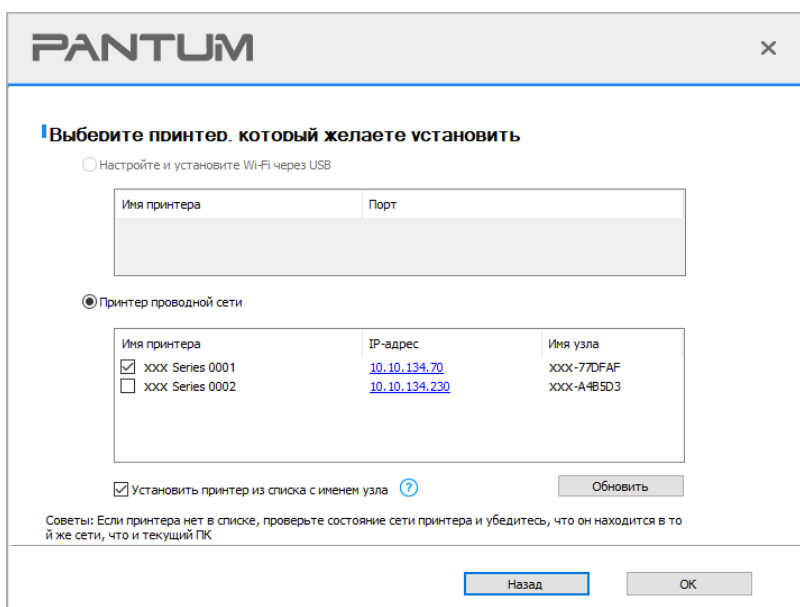 PANTUM
Выберите принтер, который желаете установить
Настройте и установите Wi-Fi через USB
Имя принтера Порт
Принтер проводной сети
Имя принтера IP-адрес Имя узла
XXX Series 0001 10.10.134.70 XXX-77DFAF
XXX Series 0002 10.10.134.230 XXX-A4B5D3
Установить принтер из списка с именем узла ? Обновить
Советы: Если принтера нет в списке, проверьте состояние сети принтера и убедитесь, что он находится в то
й же сети, что и текущий ПК
Назад OK